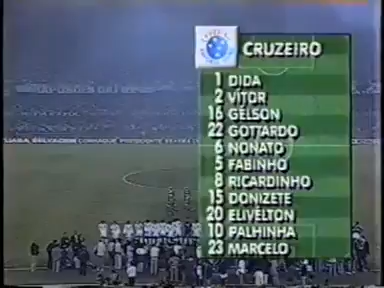 CRUZEIRO
1 DIDA
2 VÍTOR
16 GÉLSON
22 GOTTARDO
6 NONATO
5 FABINHO
8 RICARDINHO
15 DONIZETE
20 ELIVÉLTON
10 PALHINHA
23 MARCELO